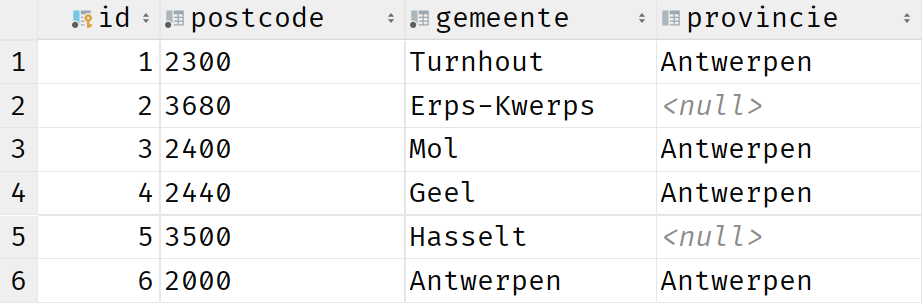 id postcode gemeente provincie
1 1 2300 Turnhout Antwerpen
2 2 3680 Erps-Kwerps <null>
3 3 2400 Mol Antwerpen
4 4 2440 Geel Antwerpen
5 5 3500 Hasselt <null>
6 6 2000 Antwerpen Antwerpen